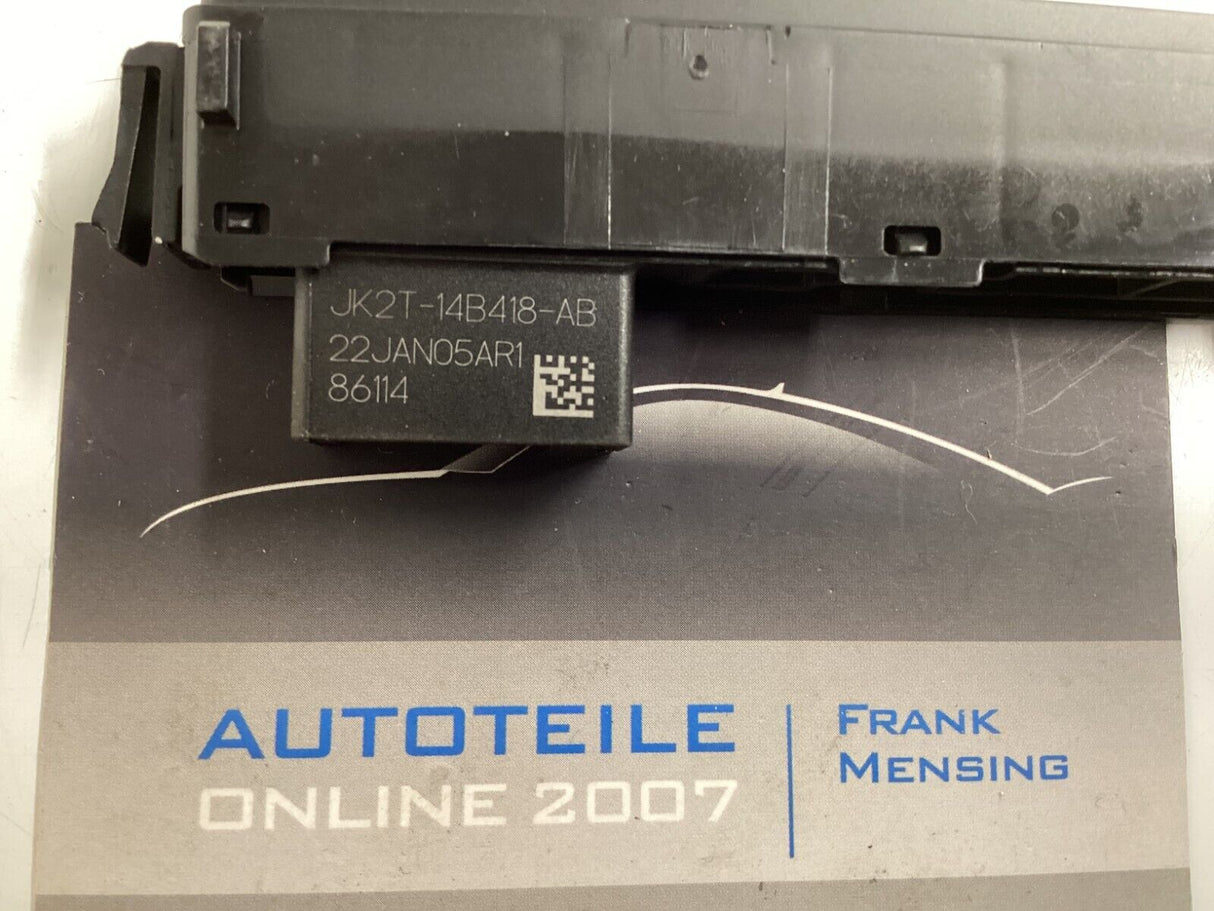 JK2T-14B418-AB
22JAN05AR1
86114
AUTOTEILE
ONLINE 2007
FRANK
MENSING